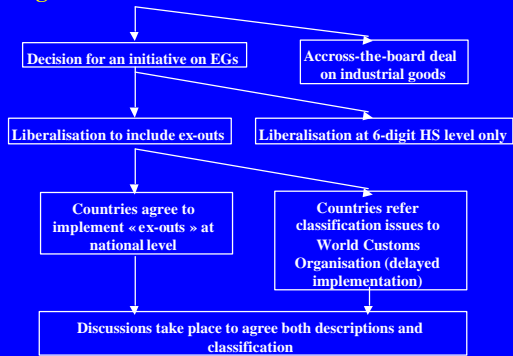 Decision for an initiative on EGs
Accross-the-board deal
on industrial goods
Liberalisation to include ex-outs
Liberalisation at 6-digit HS level only
Countries agree to
implement « ex-outs » at
national level
Countries refer
classification issues to
World Customs
Organisation (delayed
implementation)
Discussions take place to agree both descriptions and
classification